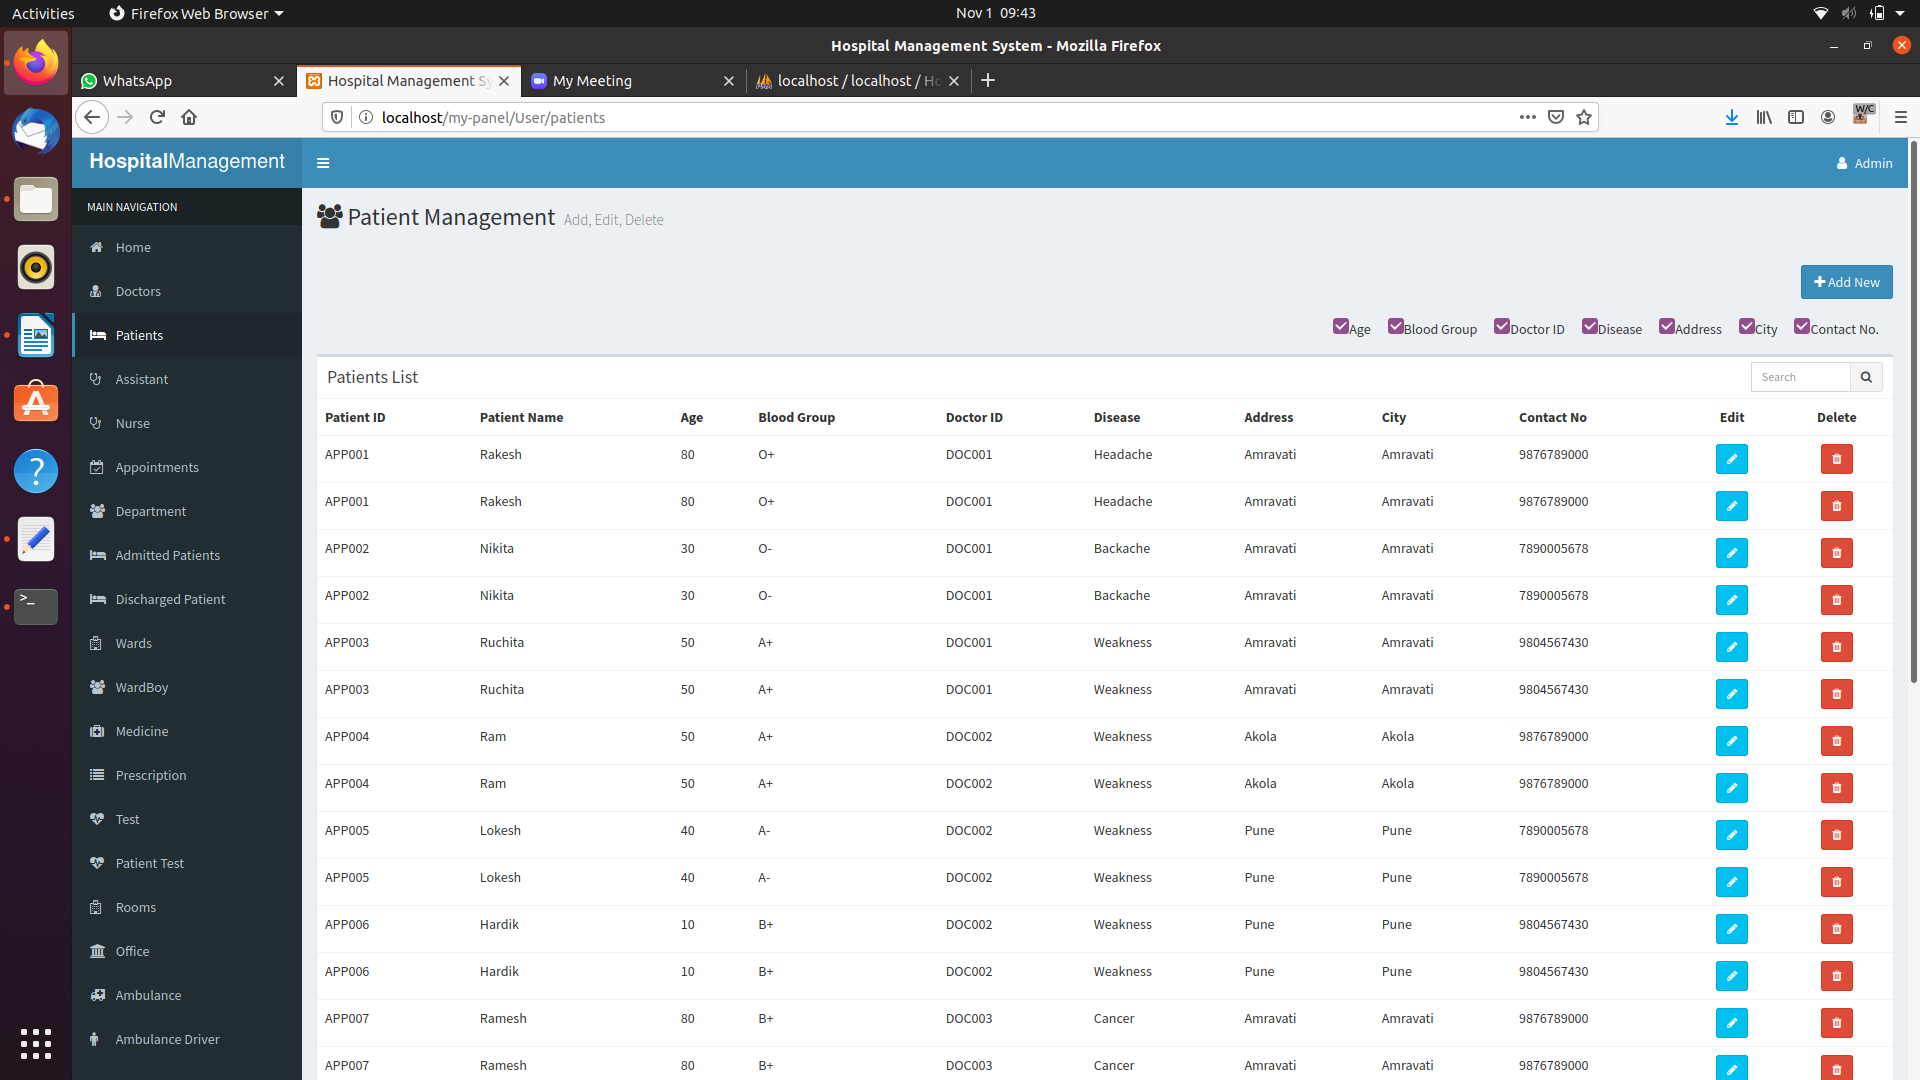 Activities Firefox Web Browser Nov 1 09:43
Hospital Management System - Mozilla Firefox
WhatsApp Hospital Management Sy My Meeting localhost / localhost / Ho
localhost/my-panel/User/patients W/C
HospitalManagement Admin
MAIN NAVIGATION
Home
Doctors
Patients
Assistant
Nurse
Appointments
Department
Admitted Patients
Discharged Patient
Wards
WardBoy
Medicine
Prescription
Test
Patient Test
Rooms
Office
Ambulance
Ambulance Driver
Patient Management Add, Edit, Delete
Add New
Age Blood Group Doctor ID Disease Address City Contact No.
Patients List Search
Patient ID Patient Name Age Blood Group Doctor ID Disease Address City Contact No Edit Delete
APP001 Rakesh 80 O+ DOC001 Headache Amravati Amravati 9876789000
APP001 Rakesh 80 O+ DOC001 Headache Amravati Amravati 9876789000
APP002 Nikita 30 O- DOC001 Backache Amravati Amravati 7890005678
APP002 Nikita 30 O- DOC001 Backache Amravati Amravati 7890005678
APP003 Ruchita 50 A+ DOC001 Weakness Amravati Amravati 9804567430
APP003 Ruchita 50 A+ DOC001 Weakness Amravati Amravati 9804567430
APP004 Ram 50 A+ DOC002 Weakness Akola Akola 9876789000
APP004 Ram 50 A+ DOC002 Weakness Akola Akola 9876789000
APP005 Lokesh 40 A- DOC002 Weakness Pune Pune 7890005678
APP005 Lokesh 40 A- DOC002 Weakness Pune Pune 7890005678
APP006 Hardik 10 B+ DOC002 Weakness Pune Pune 9804567430
APP006 Hardik 10 B+ DOC002 Weakness Pune Pune 9804567430
APP007 Ramesh 80 B+ DOC003 Cancer Amravati Amravati 9876789000
APP007 Ramesh 80 B+ DOC003 Cancer Amravati Amravati 9876789000